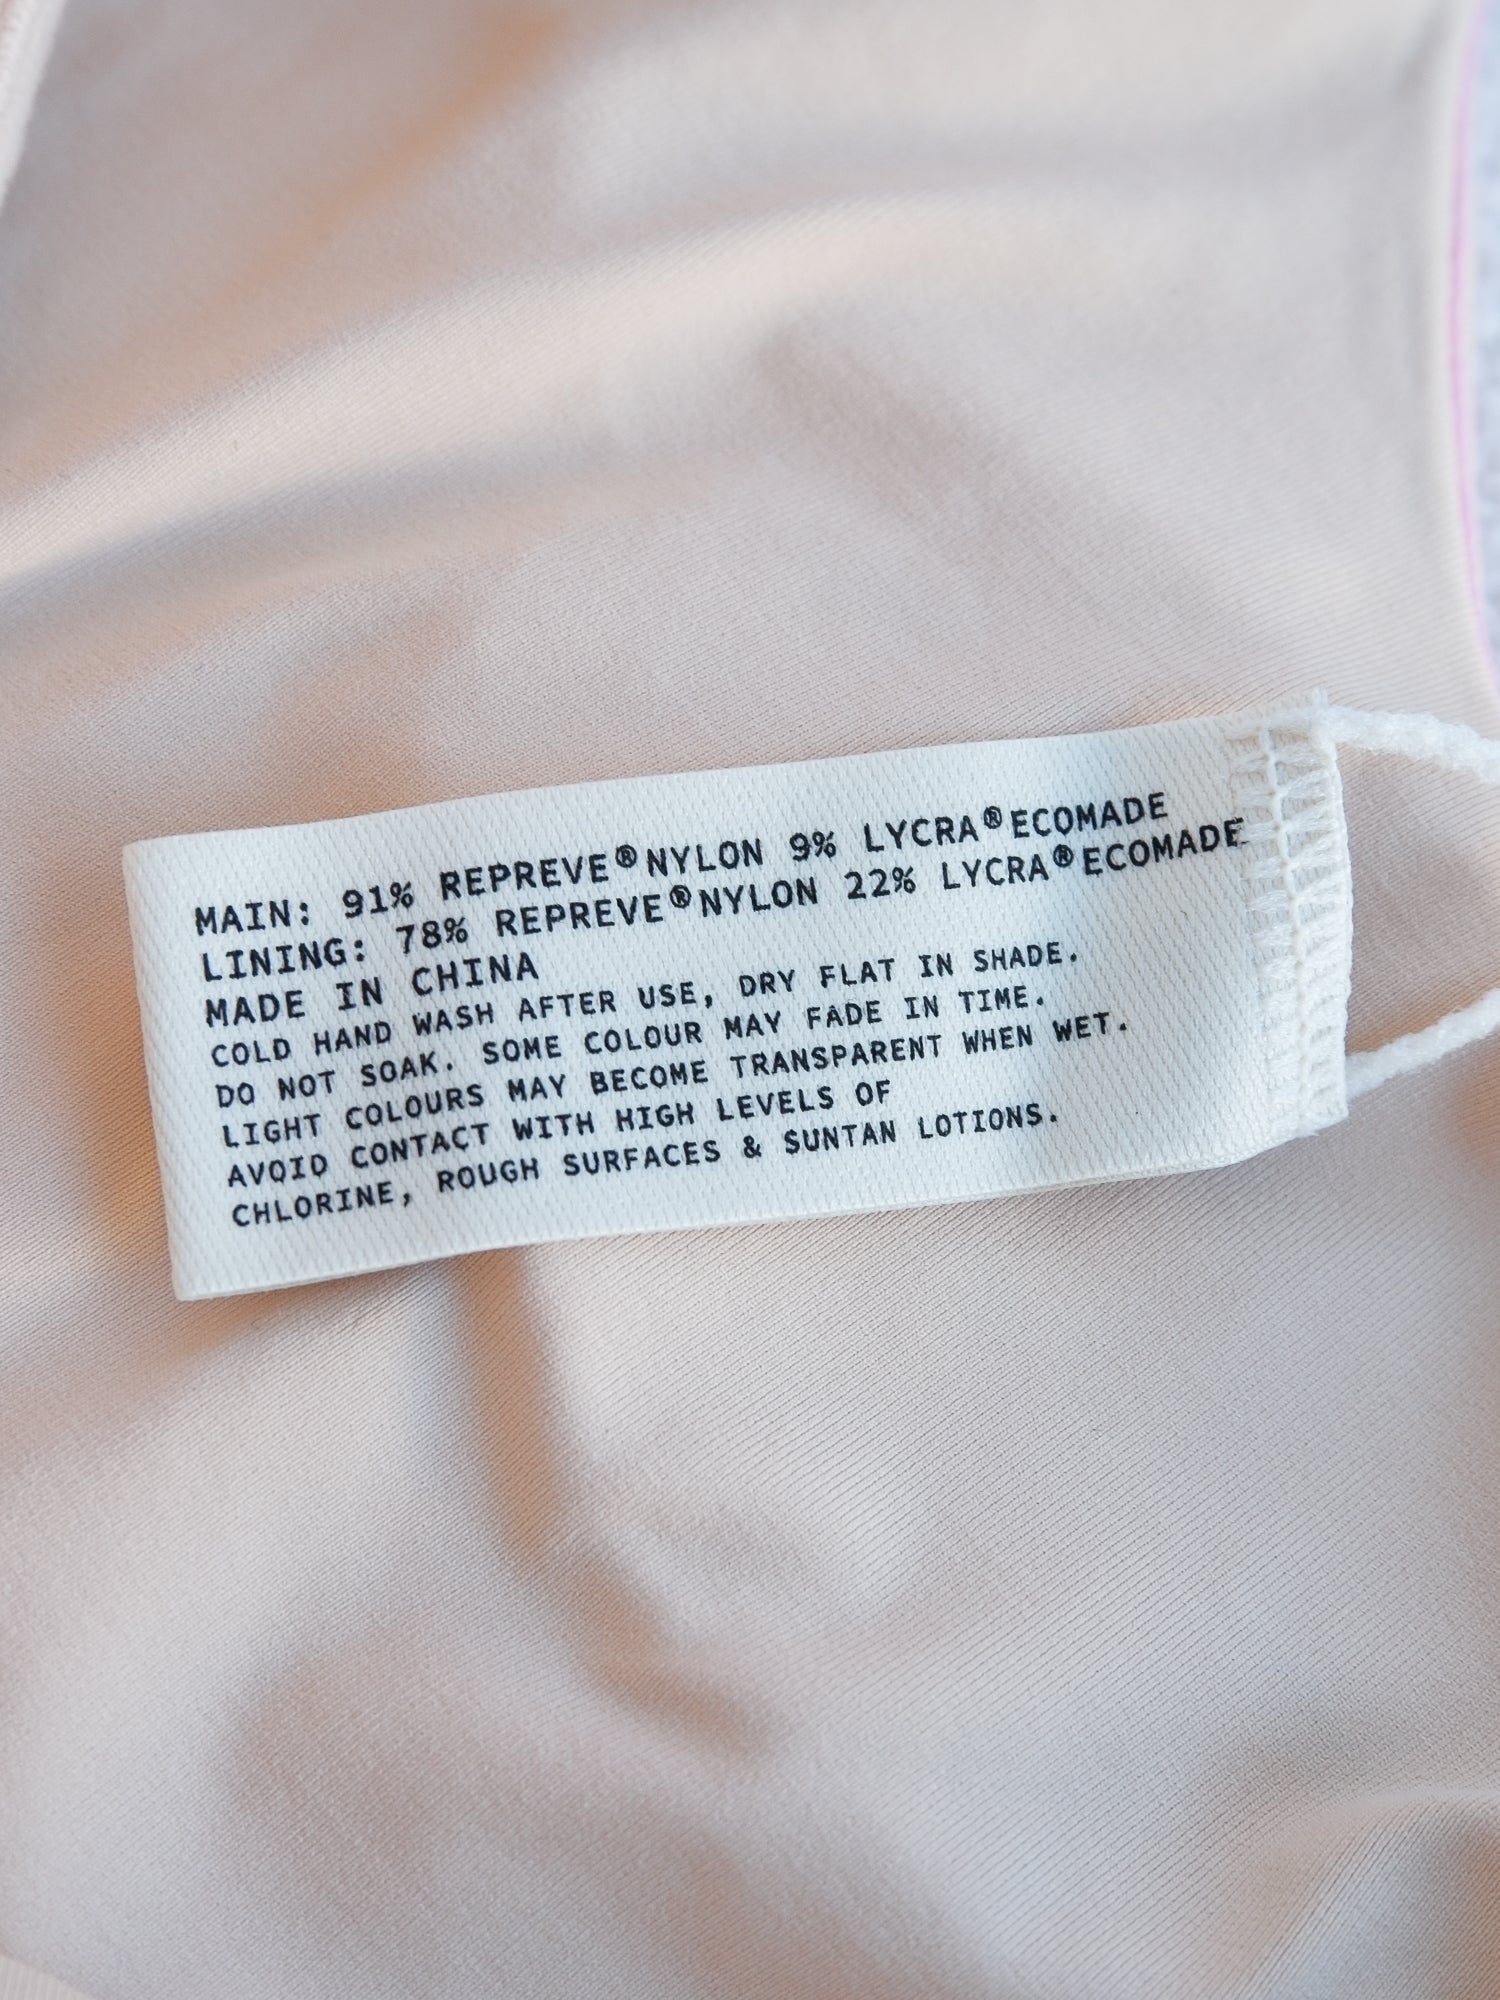 MAIN: 91% REPREVE®NYLON 9% LYCRA®ECOMADE
LINING: 78% REPREVE®NYLON 22% LYCRA®ECOMADE
MADE IN CHINA
COLD HAND WASH AFTER USE, DRY FLAT IN SHADE.
DO NOT SOAK. SOME COLOUR MAY FADE IN TIME.
LIGHT COLOURS MAY BECOME TRANSPARENT WHEN WET.
AVOID CONTACT WITH HIGH LEVELS OF
CHLORINE, ROUGH SURFACES & SUNTAN LOTIONS.